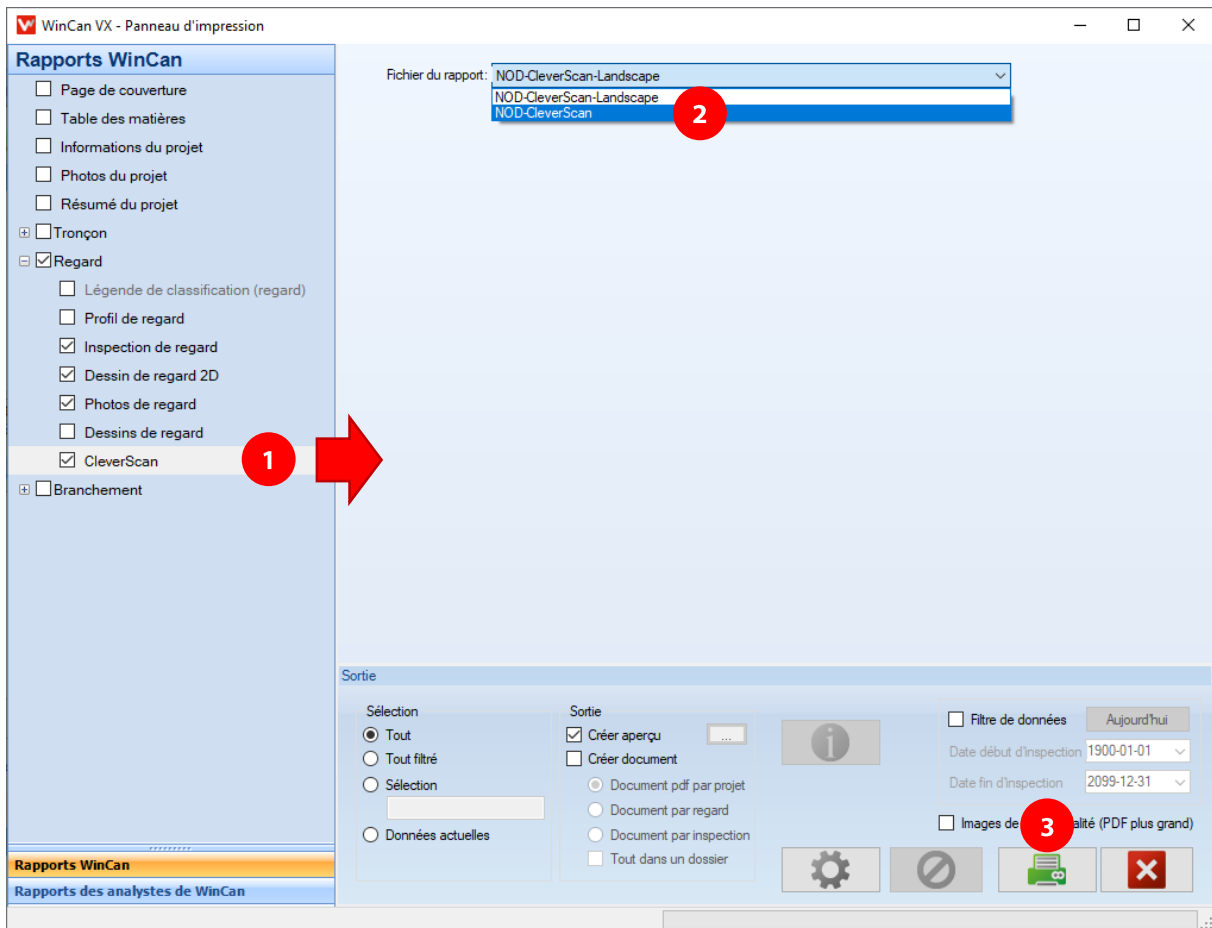 WinCan VX - Panneau d'impression
Rapports WinCan
Page de couverture
Table des matières
Informations du projet
Photos du projet
Résumé du projet
Tronçon
Regard
Légende de classification (regard)
Profil de regard
Inspection de regard
Dessin de regard 2D
Photos de regard
Dessins de regard
CleverScan
1
Branchement
Rapports WinCan
Rapports des analystes de WinCan
Fichier du rapport: NOD-CleverScan-Landscape
NOD-CleverScan-Landscape
NOD-CleverScan
2
Sortie
Sélection
Tout
Tout filtré
Sélection
Données actuelles
Sortie
Créer aperçu ...
Créer document
Document pdf par projet
Document par regard
Document par inspection
Tout dans un dossier
Filtre de données Aujourd'hui
Date début d'inspection 1900-01-01
Date fin d'inspection 2099-12-31
Images de alité (PDF plus grand)
3